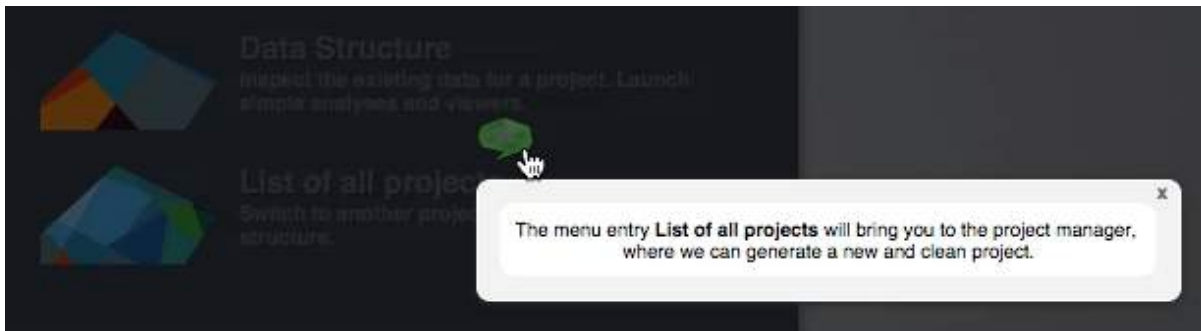 Data Structure
Inspect the existing data for a project. Launch
simple analyses and viewers.
List of all project
Switch to another proje
structure.
x
The menu entry List of all projects will bring you to the project manager,
where we can generate a new and clean project.